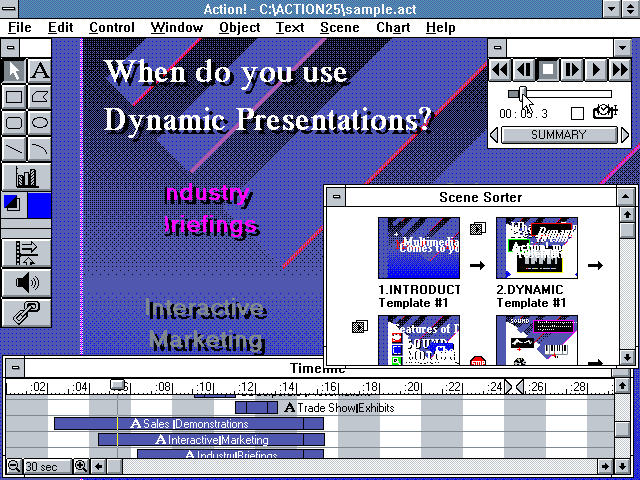 Action! - C:\ACTION25\sample.act
File Edit Control Window Object Text Scene Chart Help
A
When do you use
Dynamic Presentations?
Industry
Briefings
Interactive
Marketing
00:05.3
SUMMARY
Scene Sorter
Multimedia
Comes to yo
1.INTRODUCT
Template #1
2.DYNAMIC
Template #1
Features of D
SOUND
SOUND
Timeline
:02 :04 :06 :08 :10 :12 :14 :16 :18 :20 :22 :24 :26 :28
A Trade Show|Exhibits
A Sales |Demonstrations
A Interactive|Marketing
A Industry|Briefings
30 sec